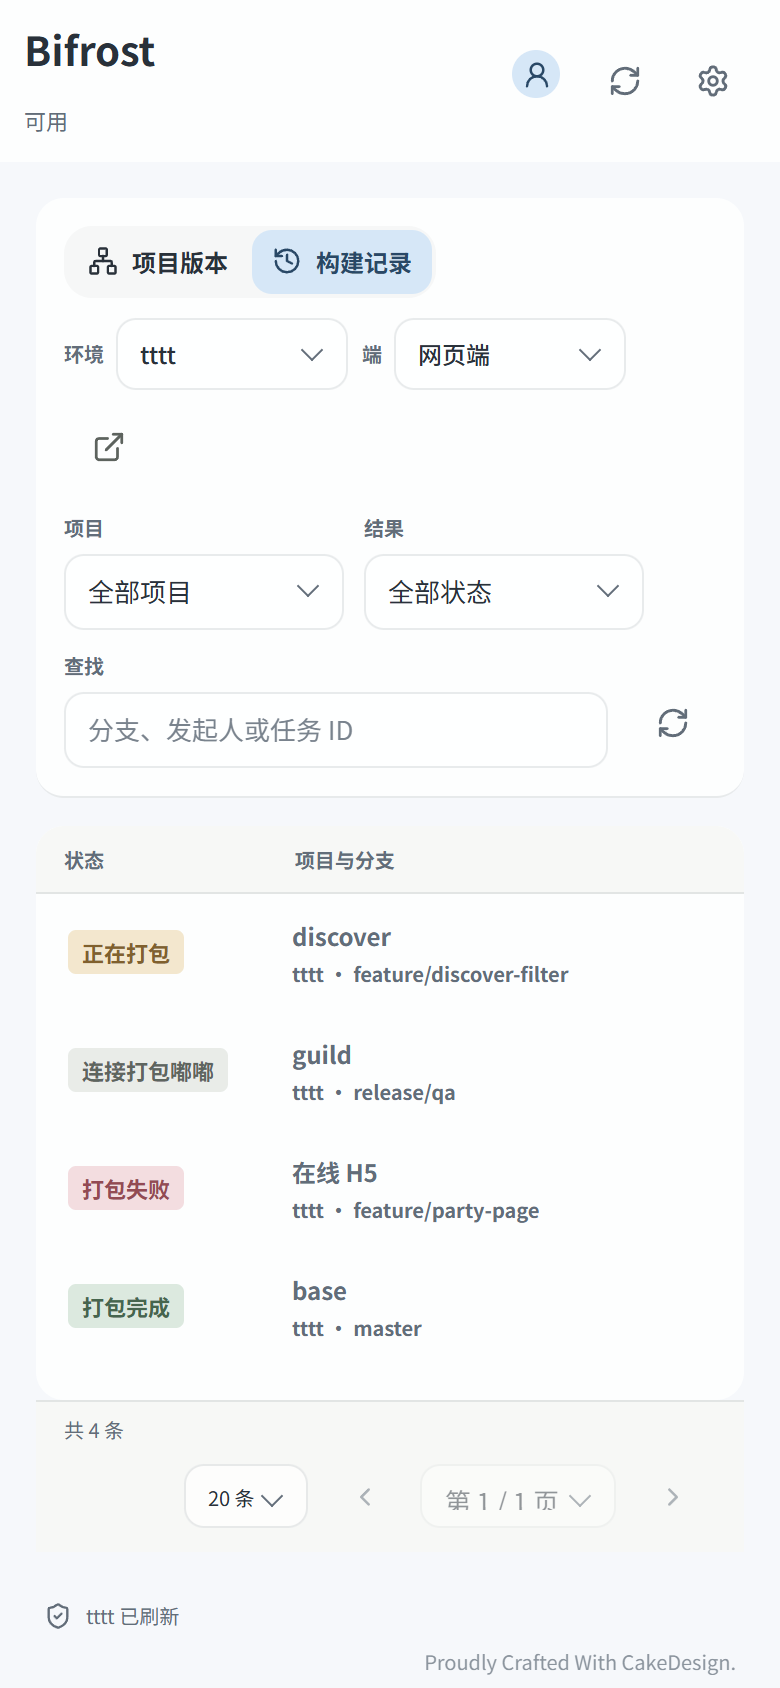 Bifrost
可用
项目版本
构建记录
环境
tttt
端
网页端
项目
结果
全部项目
全部状态
查找
分支、发起人或任务 ID
状态
项目与分支
正在打包
discover
tttt • feature/discover-filter
连接打包嘟嘟
guild
tttt • release/qa
打包失败
在线 H5
tttt • feature/party-page
打包完成
base
tttt • master
共 4 条
20 条
第 1 / 1 页
tttt 已刷新
Proudly Crafted With CakeDesign.